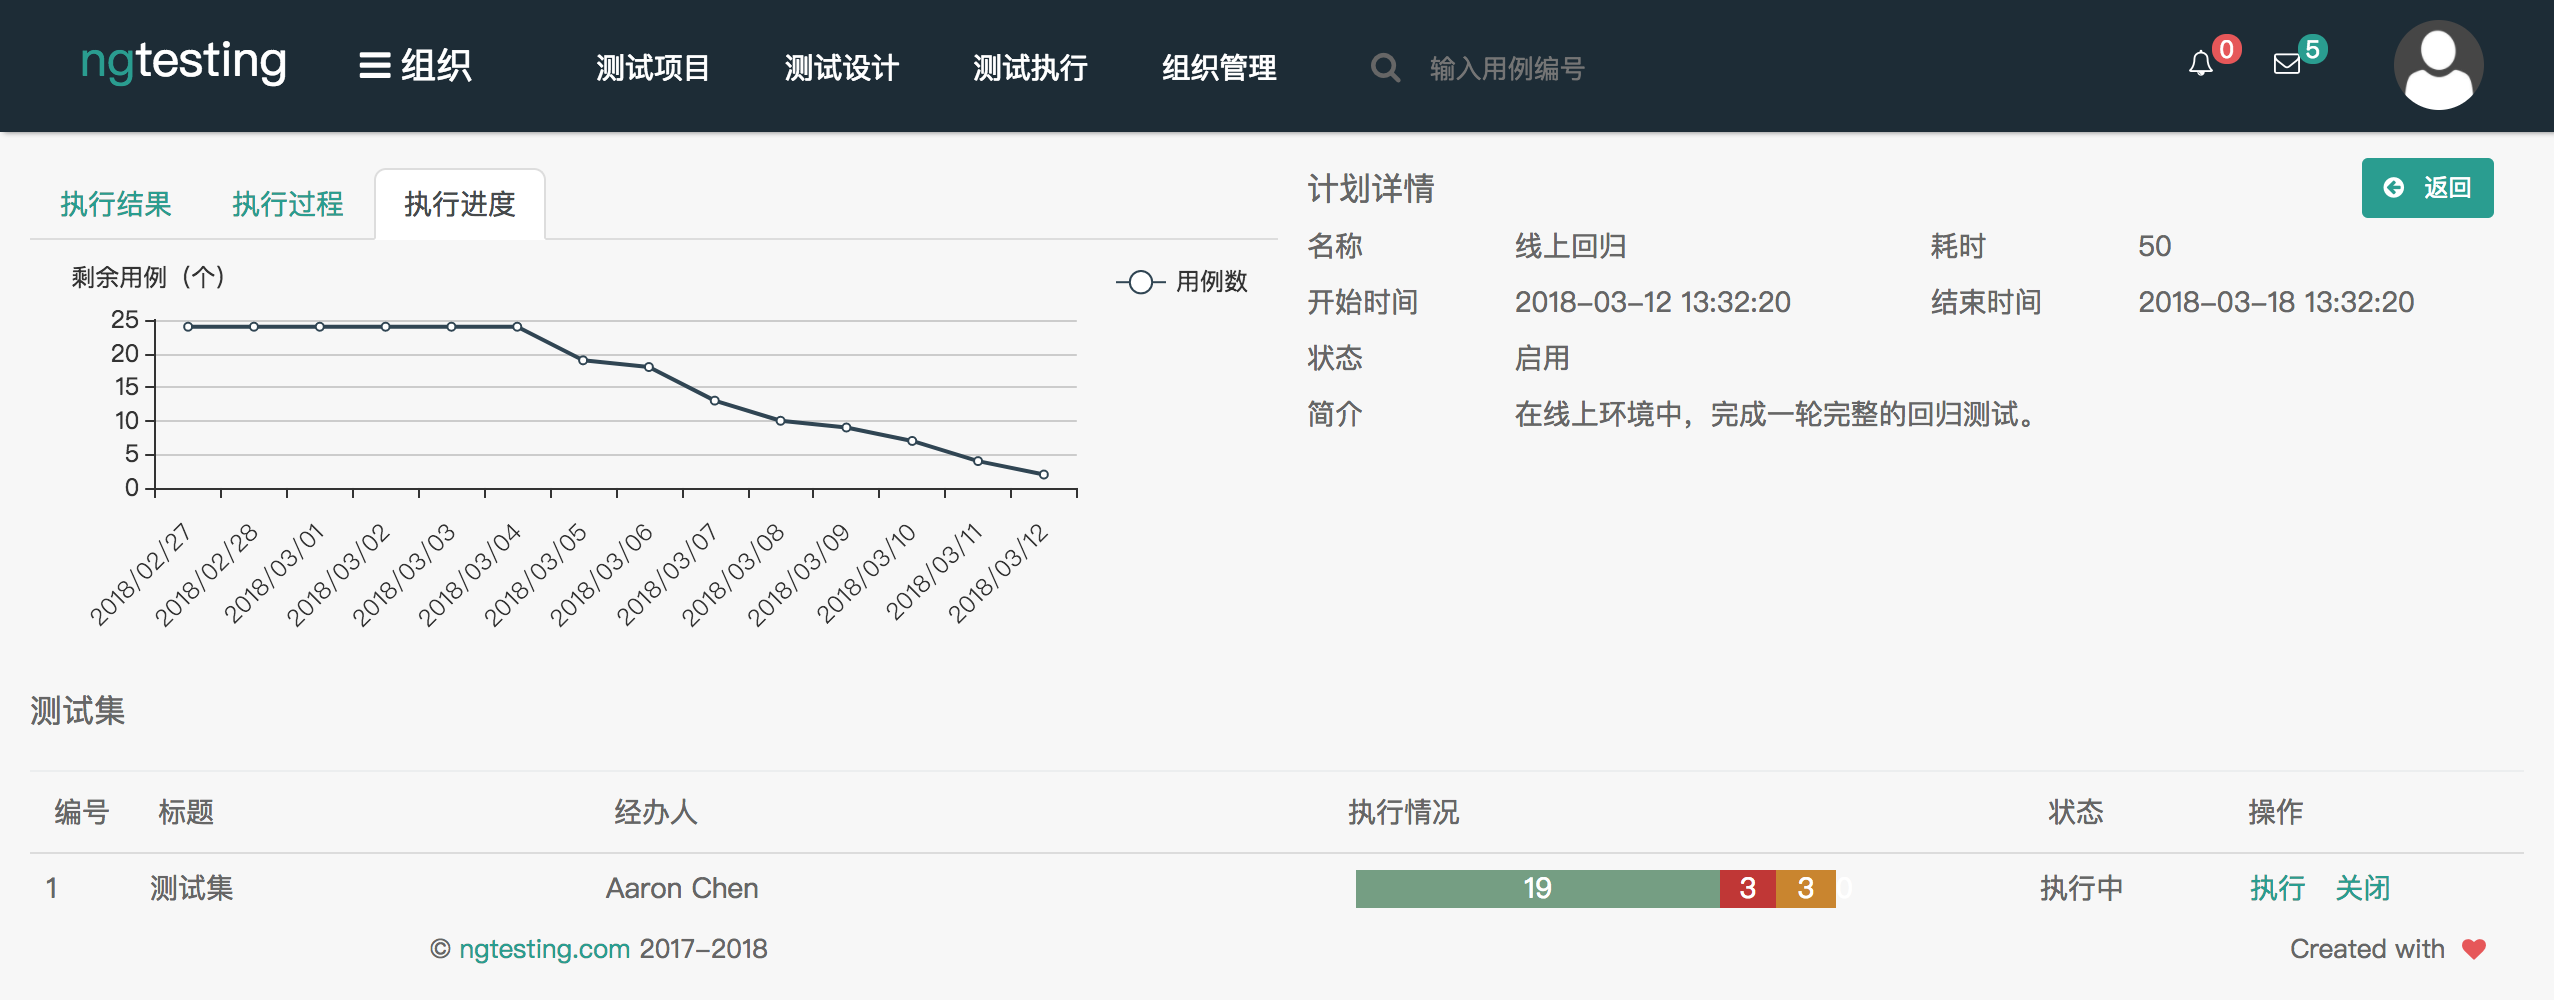 ngtesting
组织
测试项目
测试设计
测试执行
组织管理
输入用例编号
0
5
执行结果
执行过程
执行进度
剩余用例（个）
用例数
25
20
15
10
5
0
2018/02/27
2018/02/28
2018/03/01
2018/03/02
2018/03/03
2018/03/04
2018/03/05
2018/03/06
2018/03/07
2018/03/08
2018/03/09
2018/03/10
2018/03/11
2018/03/12
计划详情
返回
名称 线上回归 耗时 50
开始时间 2018-03-12 13:32:20 结束时间 2018-03-18 13:32:20
状态 启用
简介 在线上环境中，完成一轮完整的回归测试。
测试集
编号 标题 经办人 执行情况 状态 操作
1 测试集 Aaron Chen 19 3 3 0 执行中 执行 关闭
© ngtesting.com 2017-2018
Created with